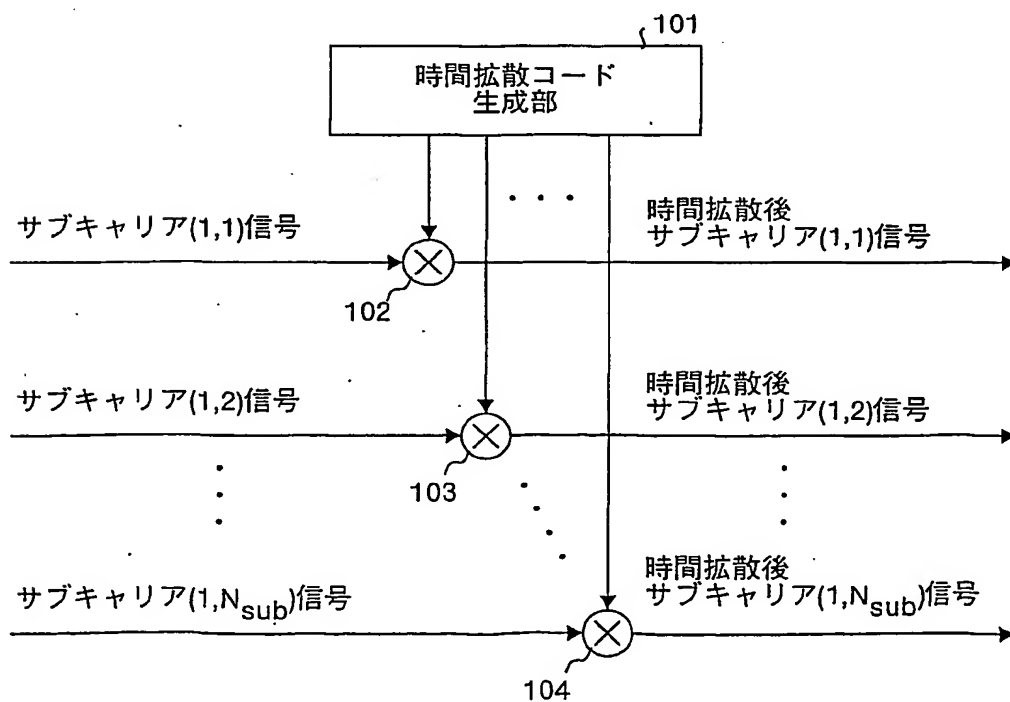 101
時間拡散コード
生成部
サブキャリア(1,1)信号
時間拡散後
サブキャリア(1,1)信号
102
サブキャリア(1,2)信号
時間拡散後
サブキャリア(1,2)信号
103
サブキャリア(1,Nsub)信号
時間拡散後
サブキャリア(1,Nsub)信号
104